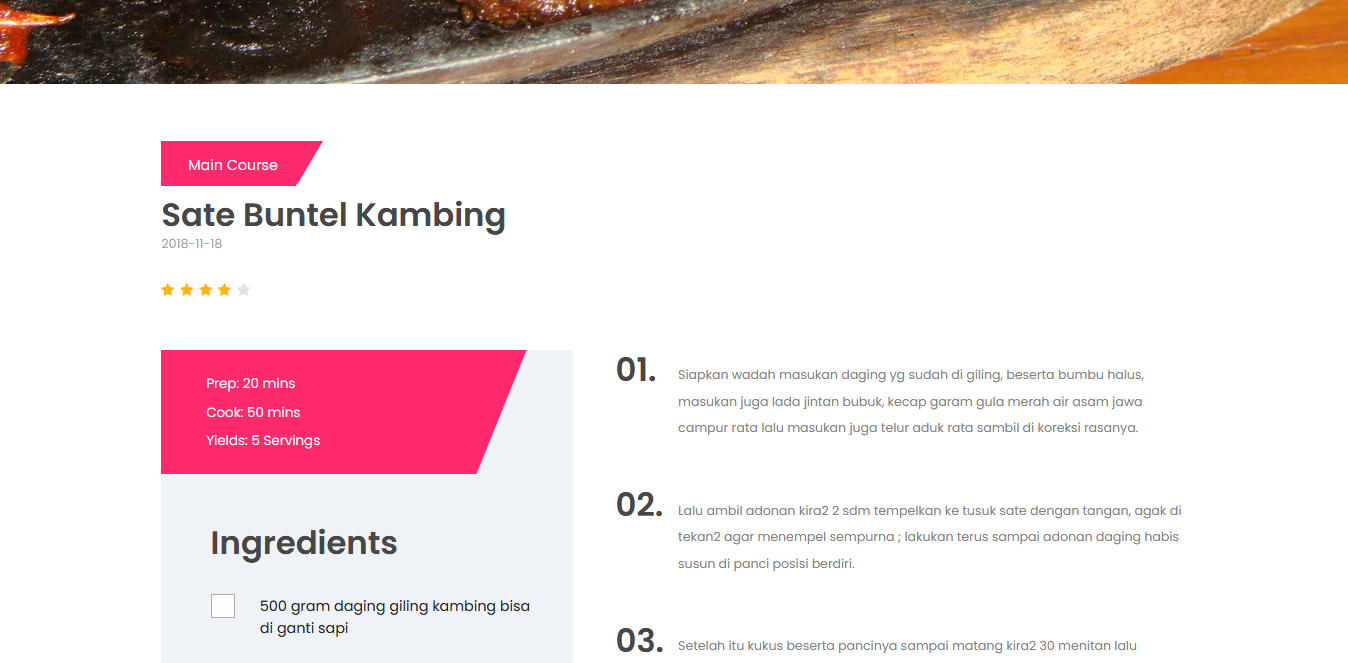 Main Course
Sate Buntel Kambing
2018-11-18
Prep: 20 mins
Cook: 50 mins
Yields: 5 Servings
Ingredients
500 gram daging giling kambing bisa
di ganti sapi
01.
Siapkan wadah masukan daging yg sudah di giling, beserta bumbu halus,
masukan juga lada jintan bubuk, kecap garam gula merah air asam jawa
campur rata lalu masukan juga telur aduk rata sambil di koreksi rasanya.
02.
Lalu ambil adonan kira2 2 sdm tempelkan ke tusuk sate dengan tangan, agak di
tekan2 agar menempel sempurna ; lakukan terus sampai adonan daging habis
susun di panci posisi berdiri.
03.
Setelah itu kukus beserta pancinya sampai matang kira2 30 menitan lalu